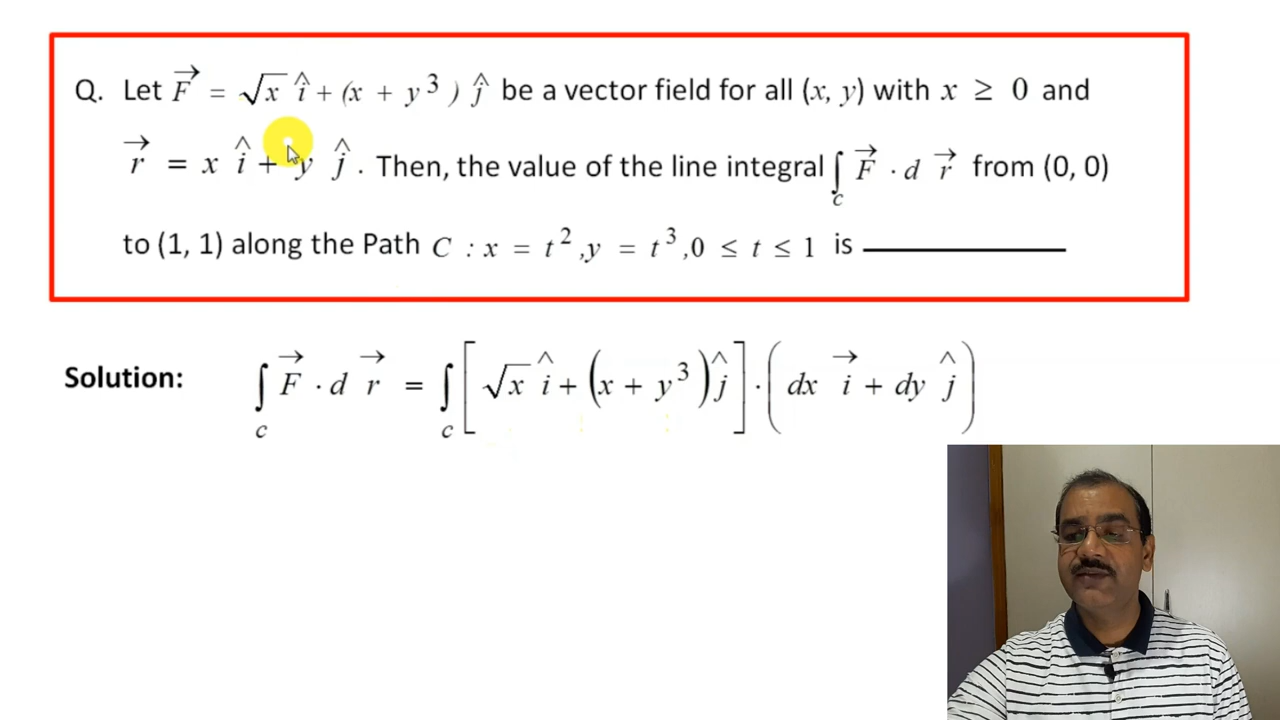 Q. Let F⃗ = √x î + (x + y³) ĵ be a vector field for all (x, y) with x ≥ 0 and
r⃗ = x î + y ĵ . Then, the value of the line integral ∫_c F⃗ · d r⃗ from (0, 0)
to (1, 1) along the Path C : x = t² ,y = t³ ,0 ≤ t ≤ 1 is ____________
Solution: ∫_c F⃗ · d r⃗ = ∫_c [ √x î + (x + y³) ĵ ] · ( dx i⃗ + dy ĵ )